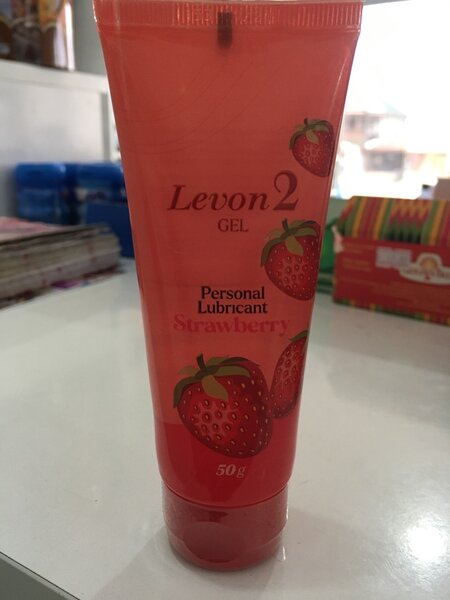 Levon 2
GEL
Personal
Lubricant
Strawberry
50g